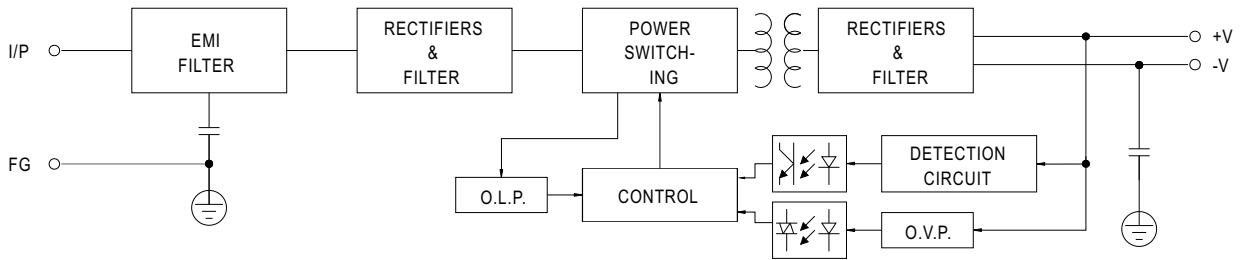 I/P
EMI
FILTER
RECTIFIERS
&
FILTER
POWER
SWITCH-
ING
RECTIFIERS
&
FILTER
+V
-V
FG
O.L.P.
CONTROL
DETECTION
CIRCUIT
O.V.P.